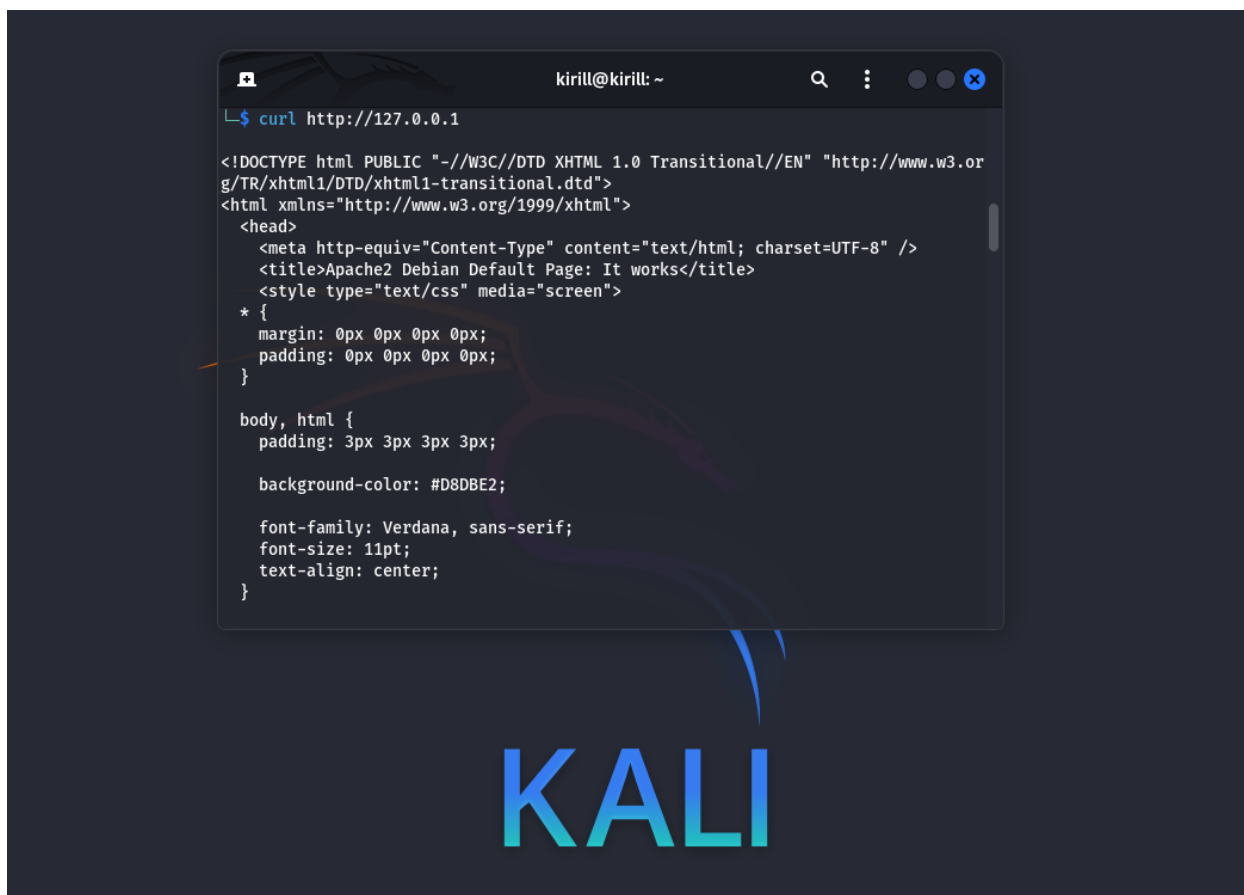 kirill@kirill: ~
└─$ curl http://127.0.0.1
<!DOCTYPE html PUBLIC "-//W3C//DTD XHTML 1.0 Transitional//EN" "http://www.w3.or
g/TR/xhtml1/DTD/xhtml1-transitional.dtd">
<html xmlns="http://www.w3.org/1999/xhtml">
  <head>
    <meta http-equiv="Content-Type" content="text/html; charset=UTF-8" />
    <title>Apache2 Debian Default Page: It works</title>
    <style type="text/css" media="screen">
  * {
    margin: 0px 0px 0px 0px;
    padding: 0px 0px 0px 0px;
  }
  body, html {
    padding: 3px 3px 3px 3px;
    background-color: #D8DBE2;
    font-family: Verdana, sans-serif;
    font-size: 11pt;
    text-align: center;
  }
KALI